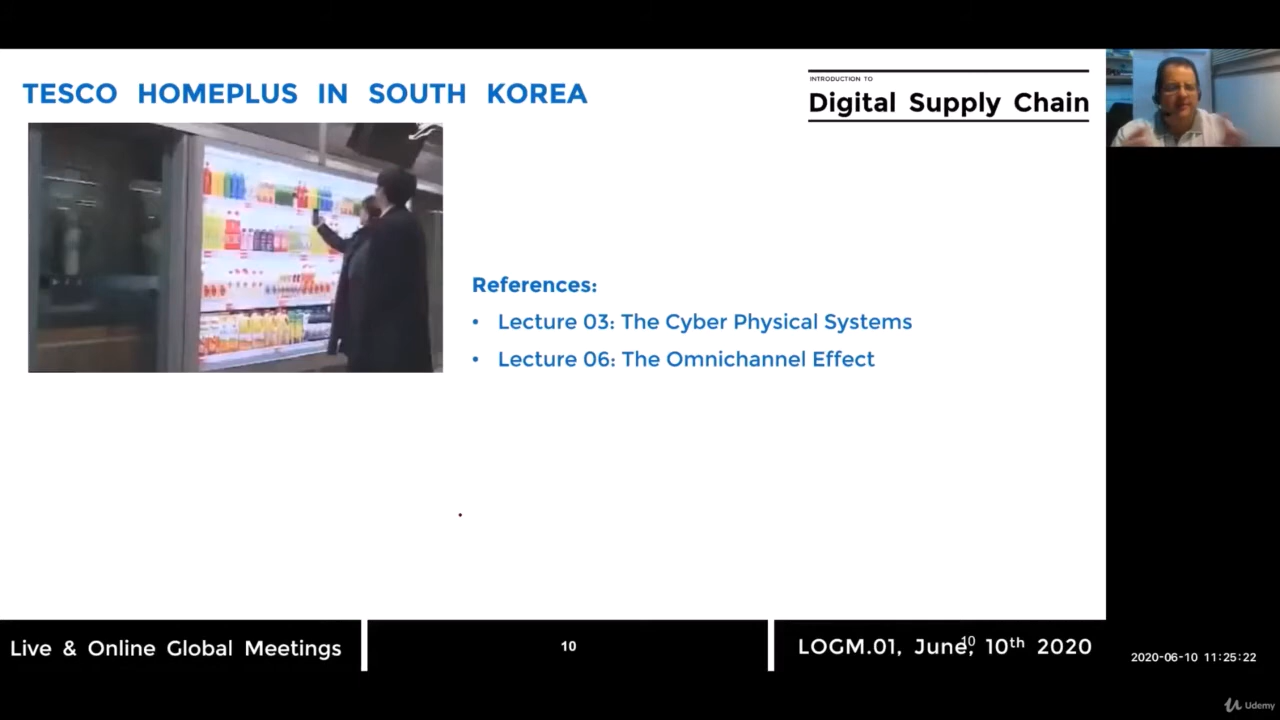 TESCO HOMEPLUS IN SOUTH KOREA
INTRODUCTION TO
Digital Supply Chain
References:
• Lecture 03: The Cyber Physical Systems
• Lecture 06: The Omnichannel Effect
Live & Online Global Meetings
10
LOGM.01, June, 10th 2020
10
2020-06-10 11:25:22
Udemy